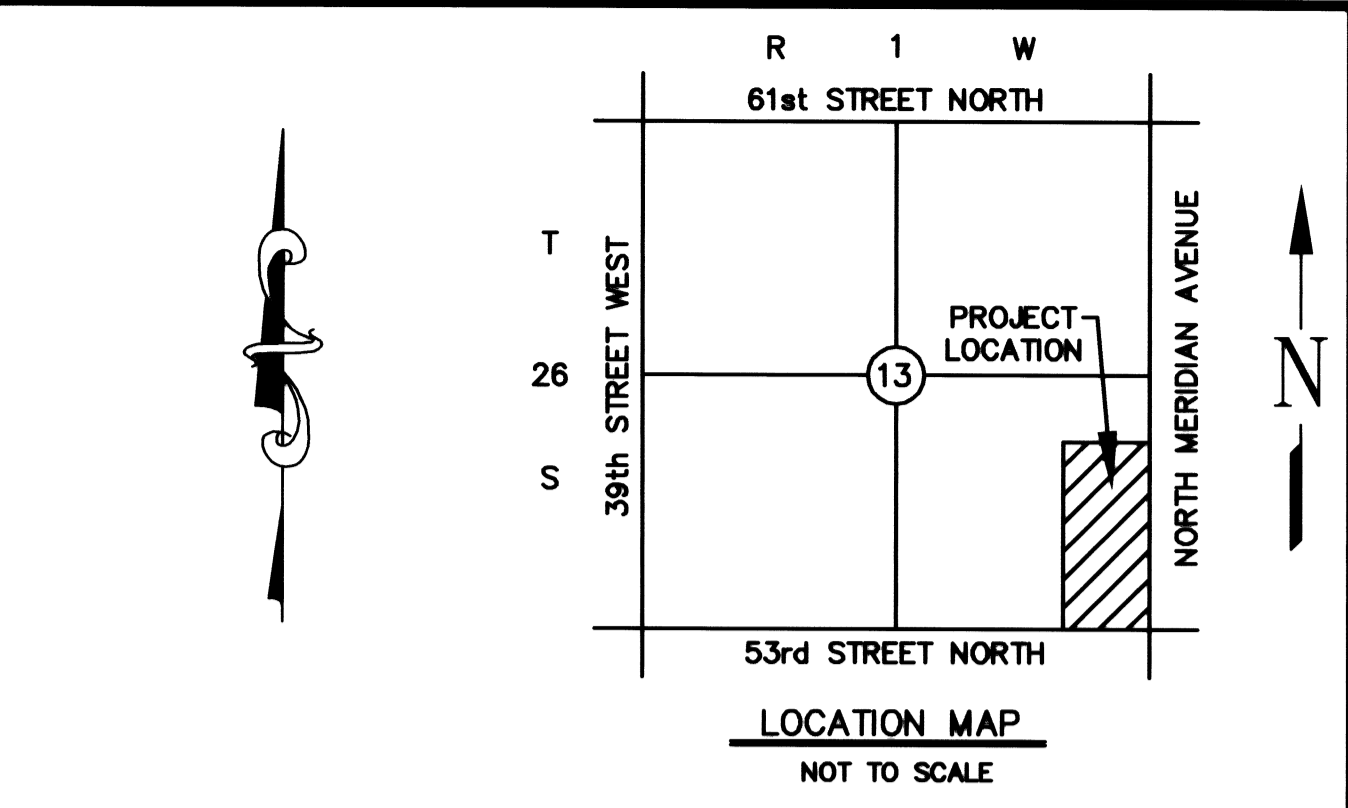 R 1 W
61st STREET NORTH
T
26
S
39th STREET WEST
PROJECT
LOCATION
13
NORTH MERIDIAN AVENUE
N
53rd STREET NORTH
LOCATION MAP
NOT TO SCALE